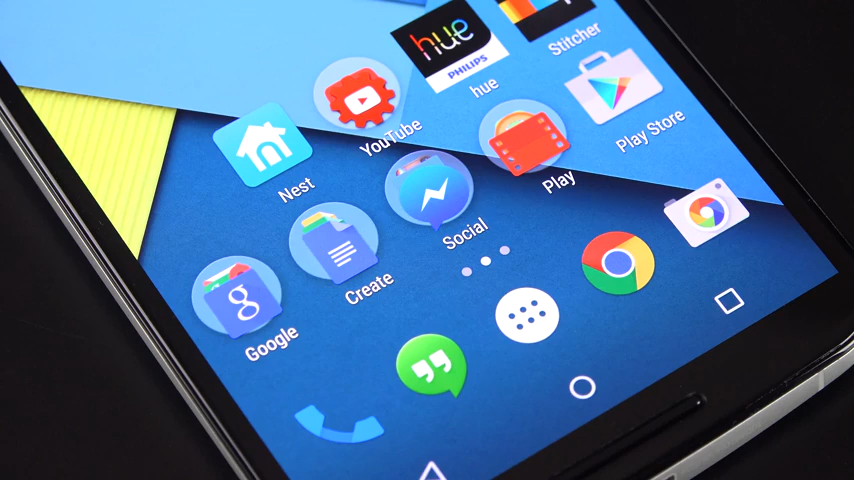 hue
PHILIPS
Stitcher
hue
YouTube
Play Store
Nest
Play
Social
Create
g
Google